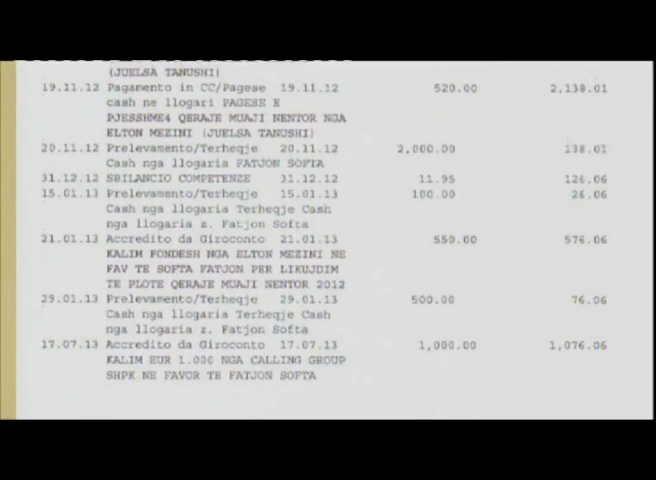 (JUELSA TANUSHI)
19.11.12 Pagamento in CC/Pagese 19.11.12 520.00 2,138.01
cash ne llogari PAGESE E
PJESSHME4 QERAJE MUAJI NENTOR NGA
ELTON MEZINI (JUELSA TANUSHI)
20.11.12 Prelevamento/Terheqje 20.11.12 2,000.00 138.01
Cash nga llogaria FATJON SOFTA
31.12.12 SBILANCIO COMPETENZE 31.12.12 11.95 126.06
15.01.13 Prelevamento/Terheqje 15.01.13 100.00 26.06
Cash nga llogaria Terheqje Cash
nga llogaria z. Fatjon Softa
21.01.13 Accredito da Giroconto 21.01.13 550.00 576.06
KALIM FONDESH NGA ELTON MEZINI NE
FAV TE SOFTA FATJON PER LIKUJDIM
TE PLOTE QERAJE MUAJI NENTOR 2012
29.01.13 Prelevamento/Terheqje 29.01.13 500.00 76.06
Cash nga llogaria Terheqje Cash
nga llogaria z. Fatjon Softa
17.07.13 Accredito da Giroconto 17.07.13 1,000.00 1,076.06
KALIM EUR 1.000 NGA CALLING GROUP
SHPK NE FAVOR TE FATJON SOFTA